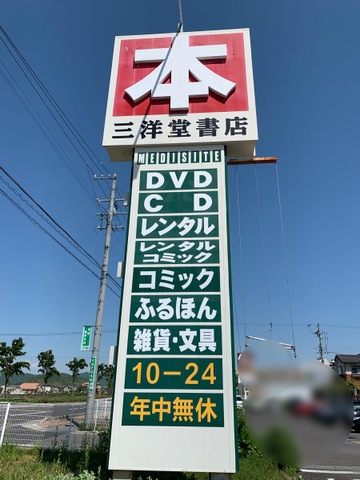 本
三洋堂書店
MEDISITE
DVD
CD
レンタル
レンタル
コミック
コミック
ふるほん
雑貨・文具
10-24
年中無休